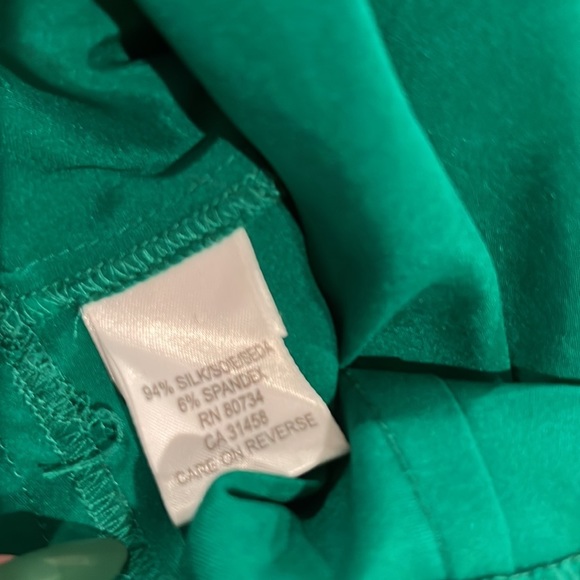 94% SILK/SOIE/SEDA
6% SPANDEX
RN 80734
CA 31458
CARE ON REVERSE